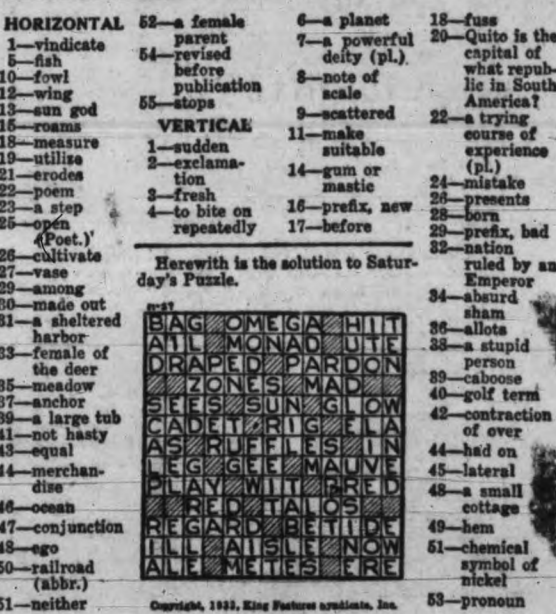 HORIZONTAL
1—vindicate
5—fish
10—fowl
12—wing
13—sun god
15—roams
18—measure
19—utilize
21—erodes
22—poem
23—a step
25—open
(Poet.)
26—cultivate
27—vase
29—among
30—made out
31—a sheltered
harbor
33—female of
the deer
35—meadow
37—anchor
39—a large tub
41—not hasty
43—equal
44—merchan-
dise
46—ocean
47—conjunction
48—ego
50—railroad
(abbr.)
51—neither
52—a female
parent
54—revised
before
publication
55—stops
VERTICAL
1—sudden
2—exclama-
tion
3—fresh
4—to bite on
repeatedly
6—a planet
7—a powerful
deity (pl.)
8—note of
scale
9—scattered
11—make
suitable
14—gum or
mastic
16—prefix, new
17—before
Herewith is the solution to Satur-
day's Puzzle.
11-27
BAG OMEGA HIT
AIL MONAD UTE
DRAPED PARDON
ZONES MAD
SEES SUN GLOW
CADET RIG ELA
AS RUFFLES IN
LEG GEE MAUVE
PLAY WIT BRED
RED TALOS
REGARD BETIDE
ILL AISLE NOW
ALE METES ERE
Copyright, 1933, King Features Syndicate, Inc.
18—fuss
20—Quito is the
capital of
what repub-
lic in South
America?
22—a trying
course of
experience
(pl.)
24—mistake
26—presents
28—born
29—prefix, bad
32—nation
ruled by an
Emperor
34—absurd
sham
36—allots
38—a stupid
person
39—caboose
40—golf term
42—contraction
of over
44—had on
45—lateral
48—a small
cottage
49—hem
51—chemical
symbol of
nickel
53—pronoun